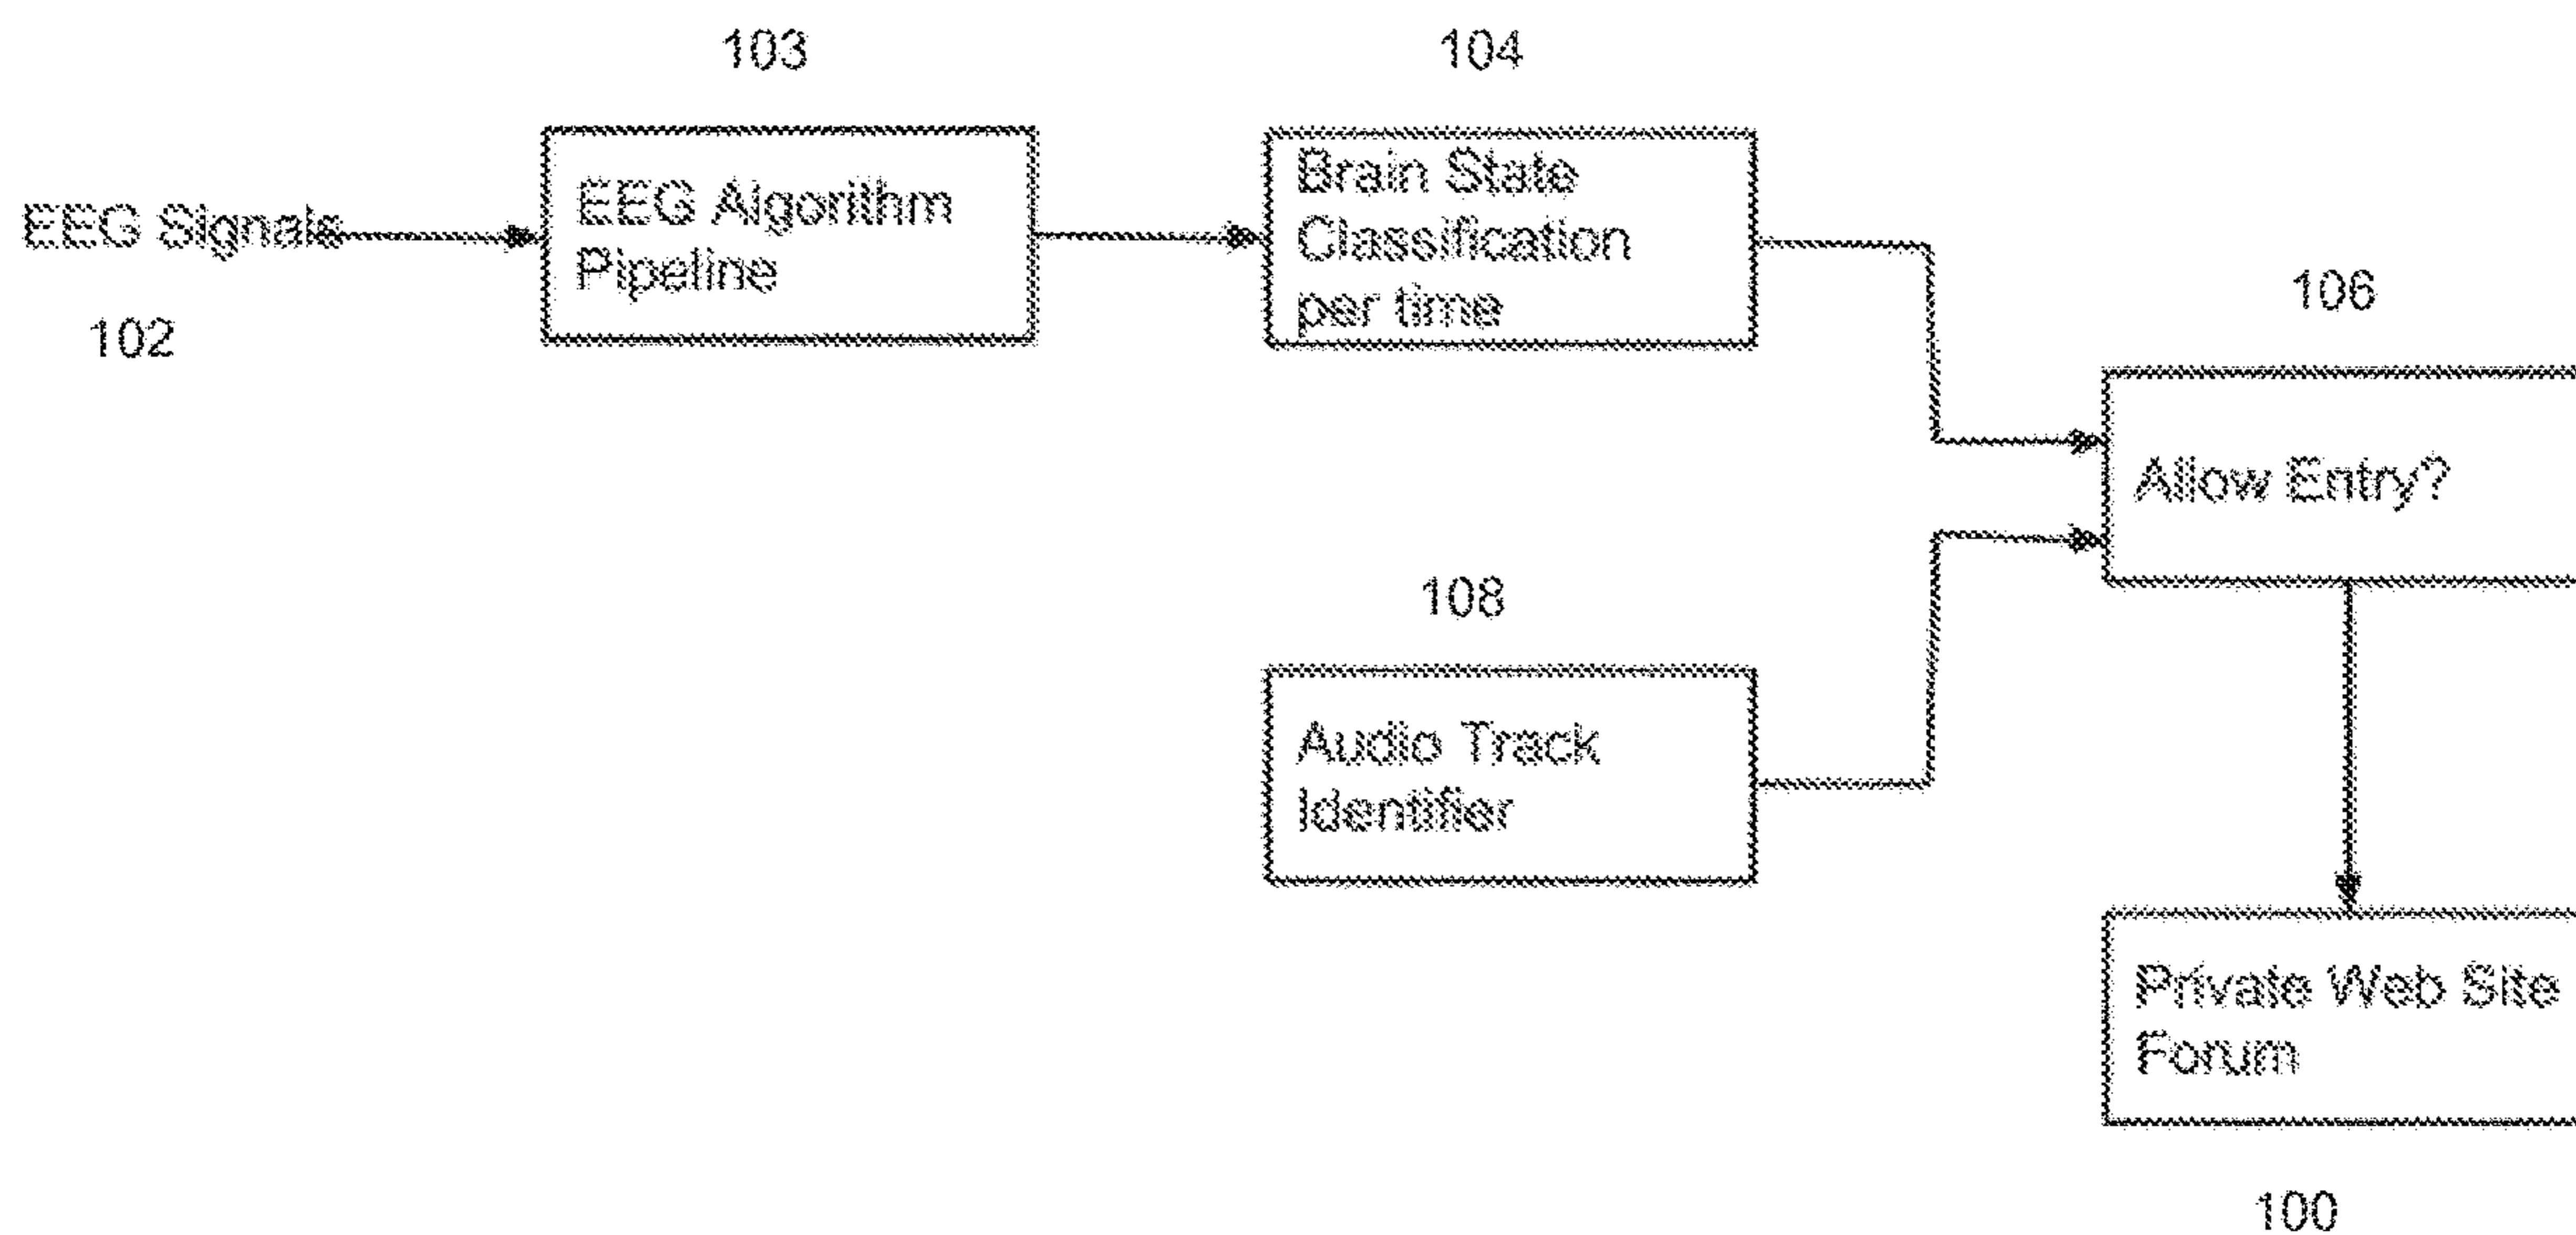 103
104
EEG Signals
102
EEG Algorithm
Pipeline
Brain State
Classification
per time
106
Allow Entry?
108
Audio Track
Identifier
Private Web Site
Forum
100